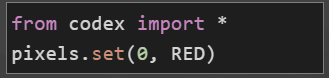 from codex import *
pixels.set(0, RED)